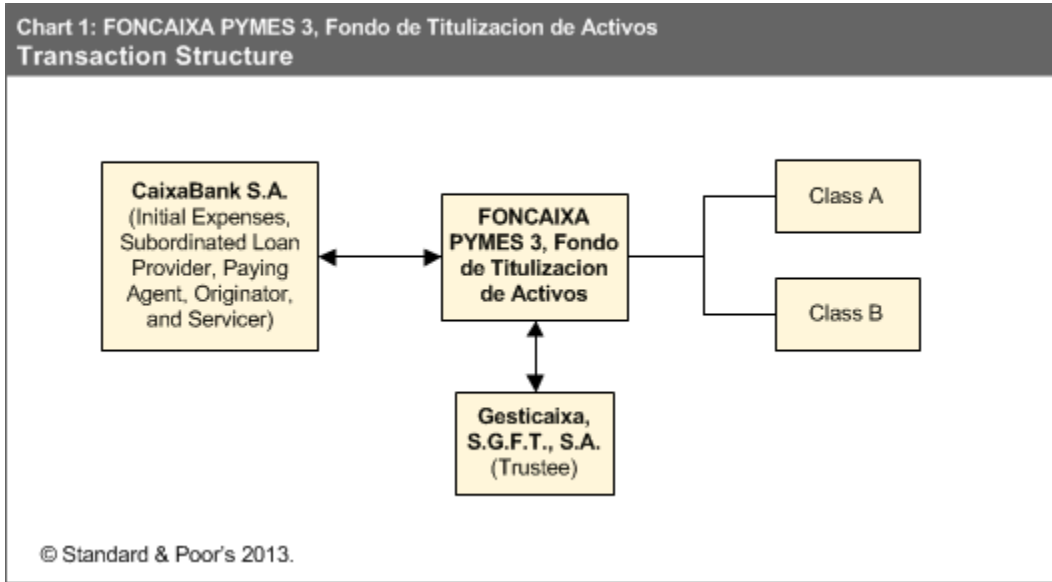 Chart 1: FONCAIXA PYMES 3, Fondo de Titulizacion de Activos
Transaction Structure
CaixaBank S.A.
(Initial Expenses,
Subordinated Loan
Provider, Paying
Agent, Originator,
and Servicer)
FONCAIXA
PYMES 3, Fondo
de Titulizacion
de Activos
Class A
Class B
Gesticaixa,
S.G.F.T., S.A.
(Trustee)
© Standard & Poor's 2013.